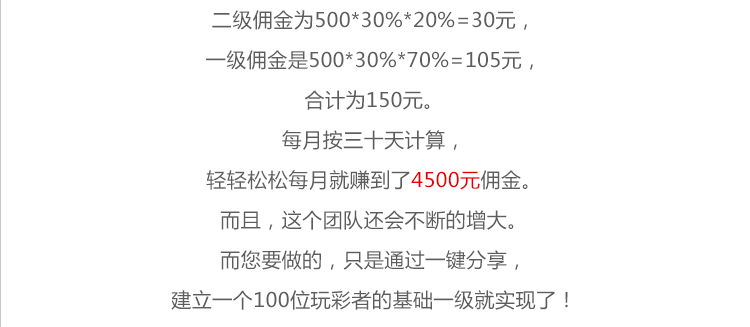 二级佣金为500*30%*20%=30元，
一级佣金是500*30%*70%=105元，
合计为150元。
每月按三十天计算，
轻轻松松每月就赚到了4500元佣金。
而且，这个团队还会不断的增大。
而您要做的，只是通过一键分享，
建立一个100位玩彩者的基础一级就实现了！